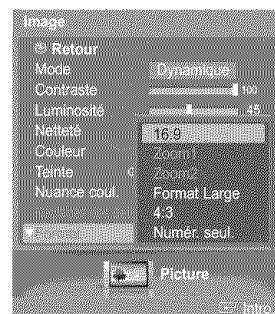 Image
Retour
Mode Dynamique
Contraste 100
Luminosité 45
Netteté
Couleur
Teinte
Nuance coul.
16:9
Zoom1
Zoom2
Format Large
4:3
Numér. seul.
Picture
Intro